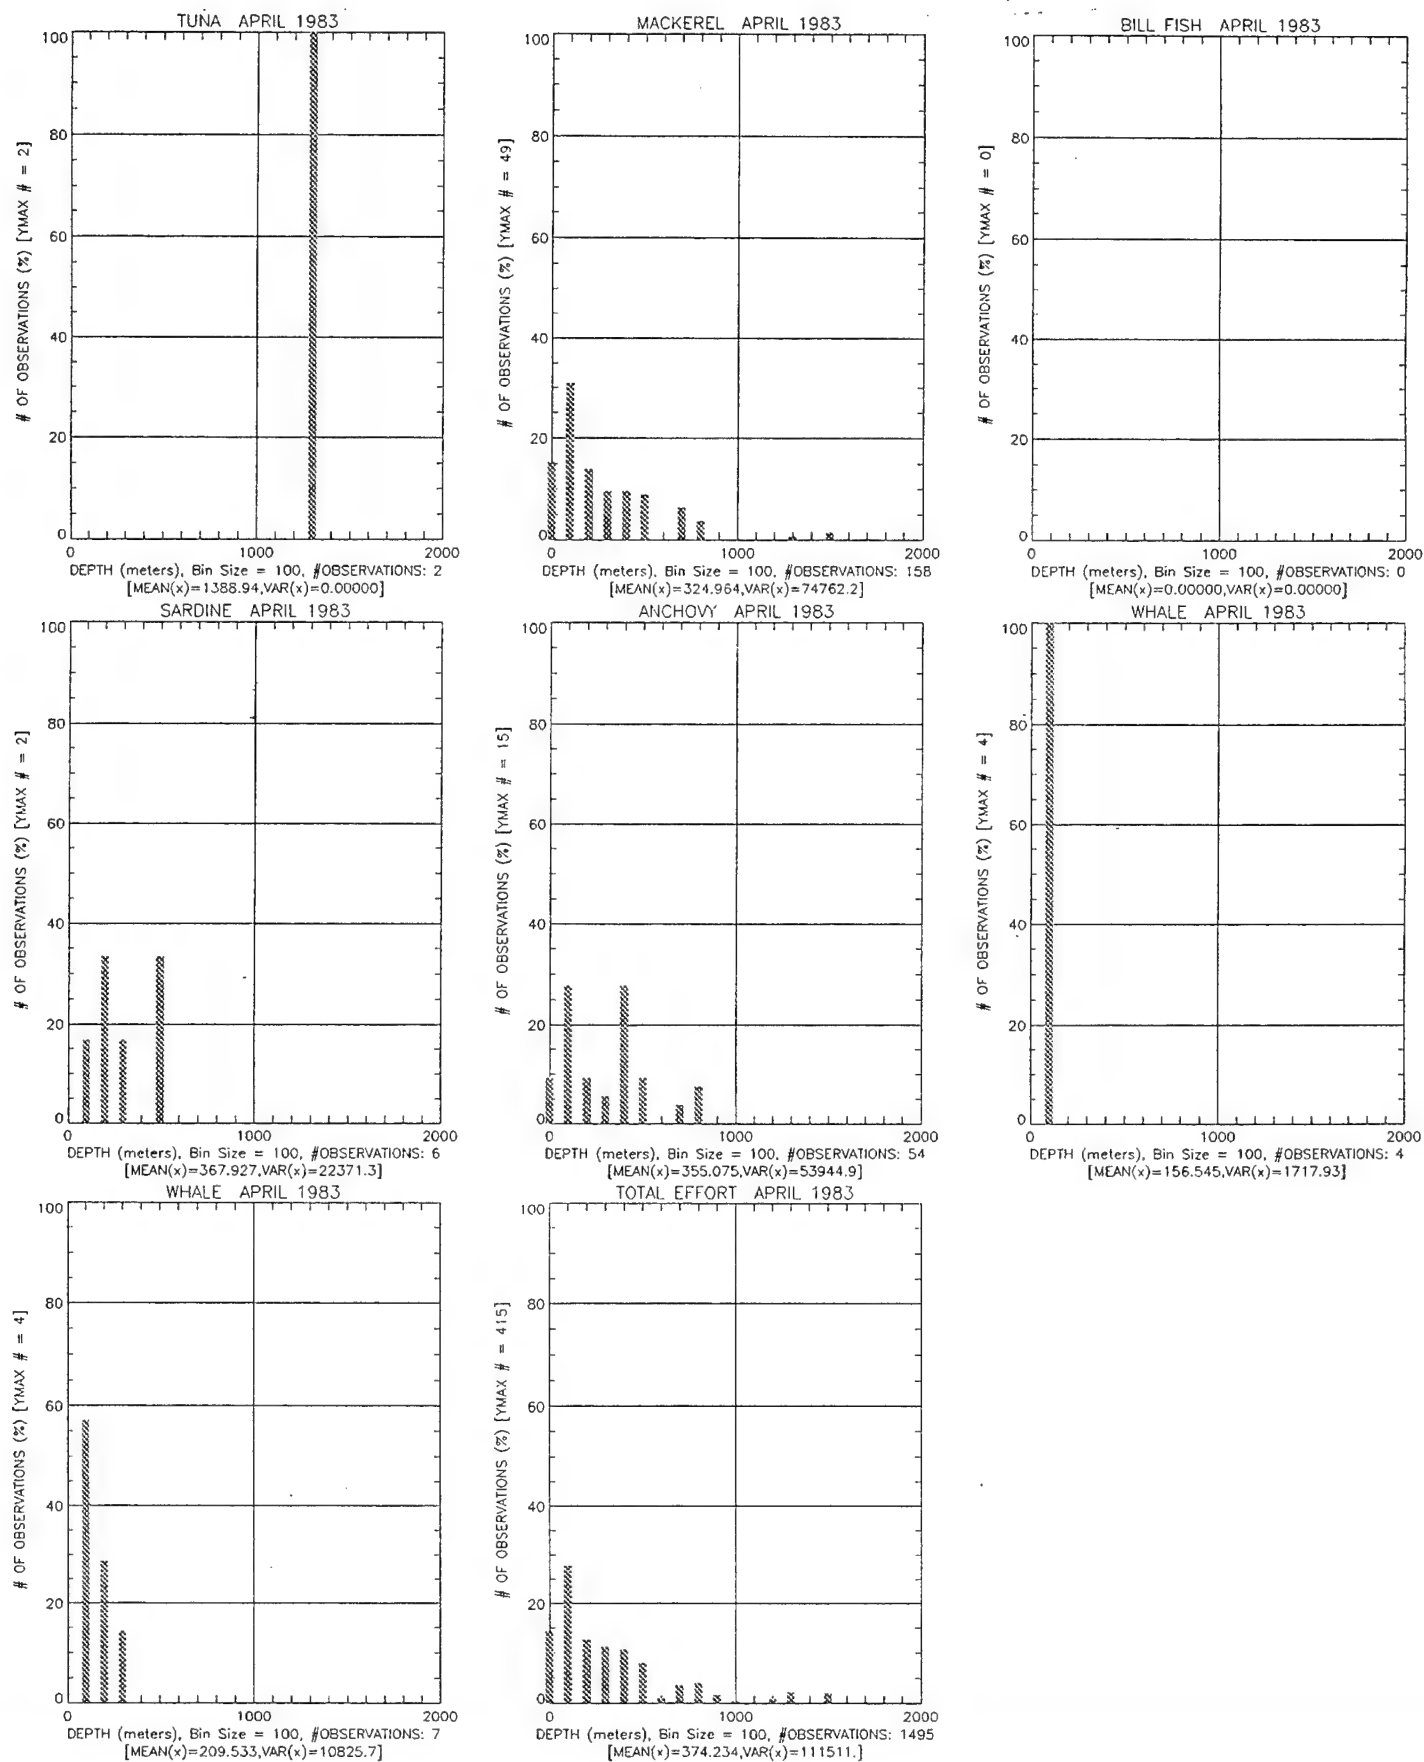 TUNA APRIL 1983
# OF OBSERVATIONS (%) [YMAX # = 2]
100
80
60
40
20
0
0 1000 2000
DEPTH (meters), Bin Size = 100, #OBSERVATIONS: 2
[MEAN(x)=1388.94,VAR(x)=0.00000]
MACKEREL APRIL 1983
# OF OBSERVATIONS (%) [YMAX # = 49]
100
80
60
40
20
0
0 1000 2000
DEPTH (meters), Bin Size = 100, #OBSERVATIONS: 158
[MEAN(x)=324.964,VAR(x)=74762.2]
BILL FISH APRIL 1983
# OF OBSERVATIONS (%) [YMAX # = 0]
100
80
60
40
20
0
0 1000 2000
DEPTH (meters), Bin Size = 100, #OBSERVATIONS: 0
[MEAN(x)=0.00000,VAR(x)=0.00000]
SARDINE APRIL 1983
# OF OBSERVATIONS (%) [YMAX # = 2]
100
80
60
40
20
0
0 1000 2000
DEPTH (meters), Bin Size = 100, #OBSERVATIONS: 6
[MEAN(x)=367.927,VAR(x)=22371.3]
ANCHOVY APRIL 1983
# OF OBSERVATIONS (%) [YMAX # = 15]
100
80
60
40
20
0
0 1000 2000
DEPTH (meters), Bin Size = 100, #OBSERVATIONS: 54
[MEAN(x)=355.075,VAR(x)=53944.9]
WHALE APRIL 1983
# OF OBSERVATIONS (%) [YMAX # = 4]
100
80
60
40
20
0
0 1000 2000
DEPTH (meters), Bin Size = 100, #OBSERVATIONS: 4
[MEAN(x)=156.545,VAR(x)=1717.93]
WHALE APRIL 1983
# OF OBSERVATIONS (%) [YMAX # = 4]
100
80
60
40
20
0
0 1000 2000
DEPTH (meters), Bin Size = 100, #OBSERVATIONS: 7
[MEAN(x)=209.533,VAR(x)=10825.7]
TOTAL EFFORT APRIL 1983
# OF OBSERVATIONS (%) [YMAX # = 415]
100
80
60
40
20
0
0 1000 2000
DEPTH (meters), Bin Size = 100, #OBSERVATIONS: 1495
[MEAN(x)=374.234,VAR(x)=111511.]